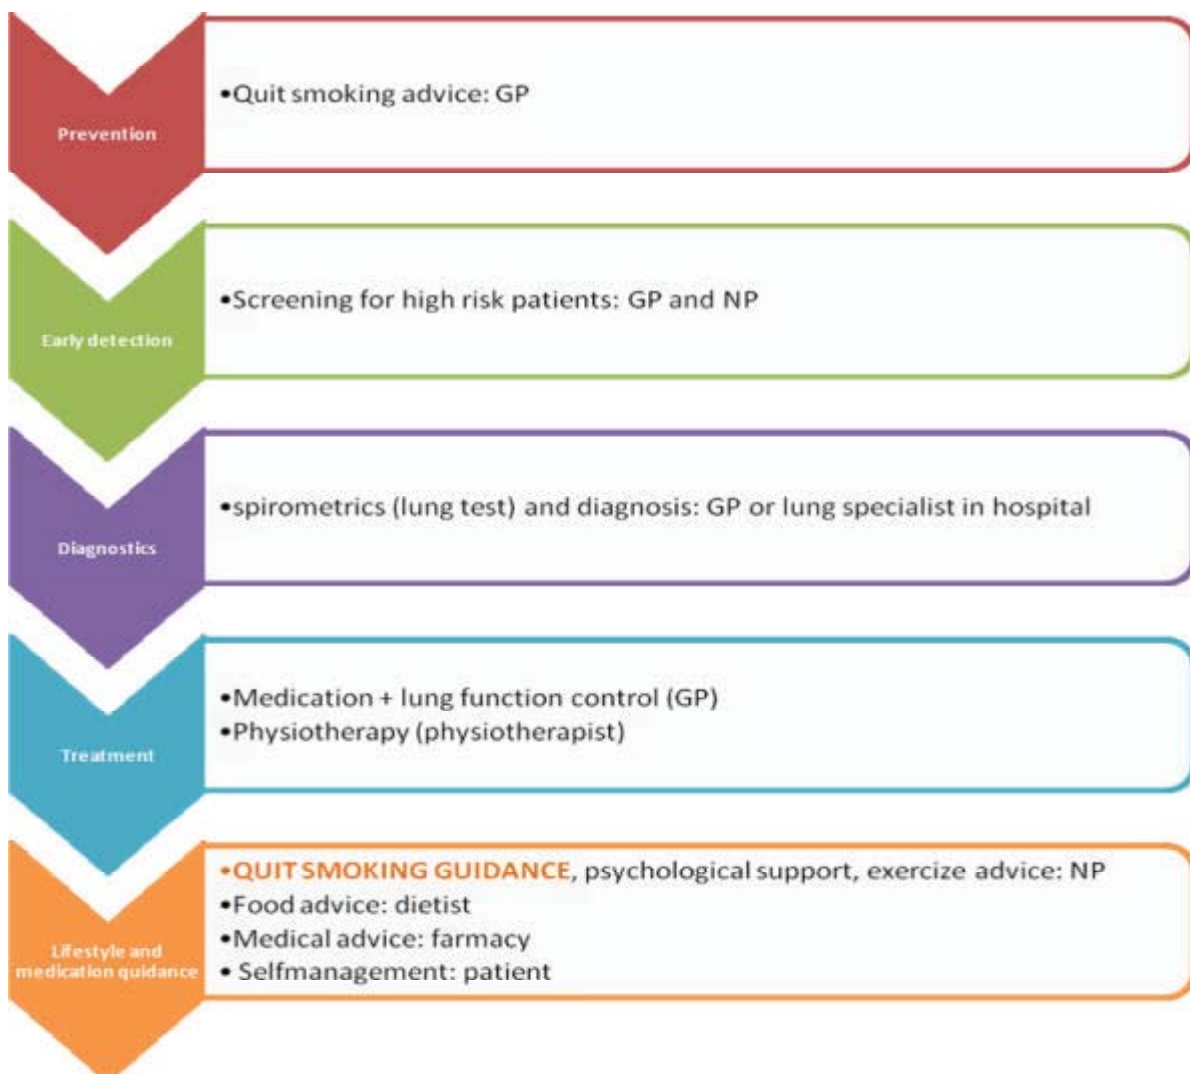 Prevention
•Quit smoking advice: GP
Early detection
•Screening for high risk patients: GP and NP
Diagnostics
•spirometrics (lung test) and diagnosis: GP or lung specialist in hospital
Treatment
•Medication + lung function control (GP)
•Physiotherapy (physiotherapist)
Lifestyle and
medication quidance
•QUIT SMOKING GUIDANCE, psychological support, exercize advice: NP
•Food advice: dietist
•Medical advice: farmacy
• Selfmanagement: patient